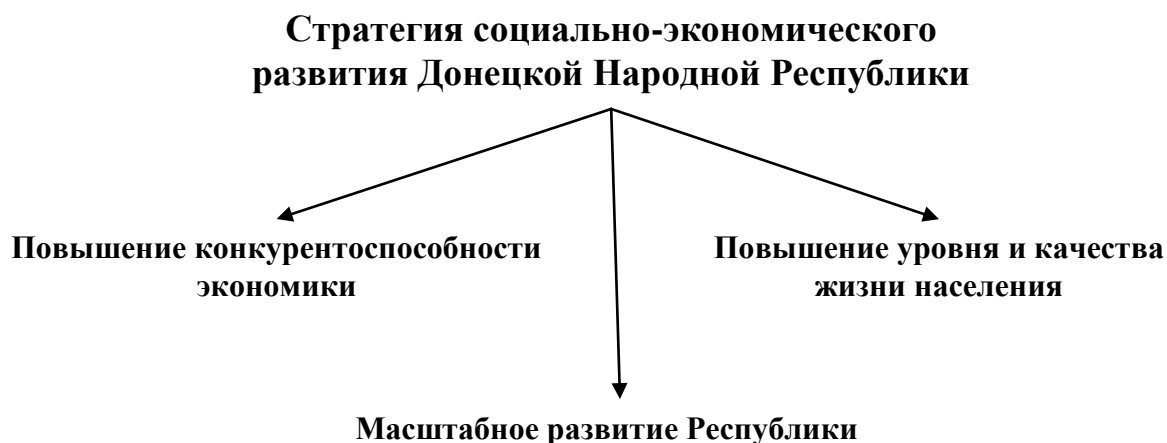 Стратегия социально-экономического
развития Донецкой Народной Республики
Повышение конкурентоспособности
экономики
Повышение уровня и качества
жизни населения
Масштабное развитие Республики